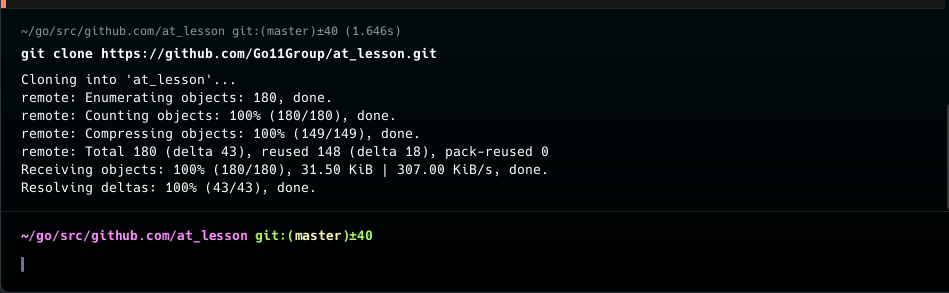 ~/go/src/github.com/at_lesson git:(master)±40 (1.646s)
git clone https://github.com/Go11Group/at_lesson.git
Cloning into 'at_lesson'...
remote: Enumerating objects: 180, done.
remote: Counting objects: 100% (180/180), done.
remote: Compressing objects: 100% (149/149), done.
remote: Total 180 (delta 43), reused 148 (delta 18), pack-reused 0
Receiving objects: 100% (180/180), 31.50 KiB | 307.00 KiB/s, done.
Resolving deltas: 100% (43/43), done.
~/go/src/github.com/at_lesson git:(master)±40